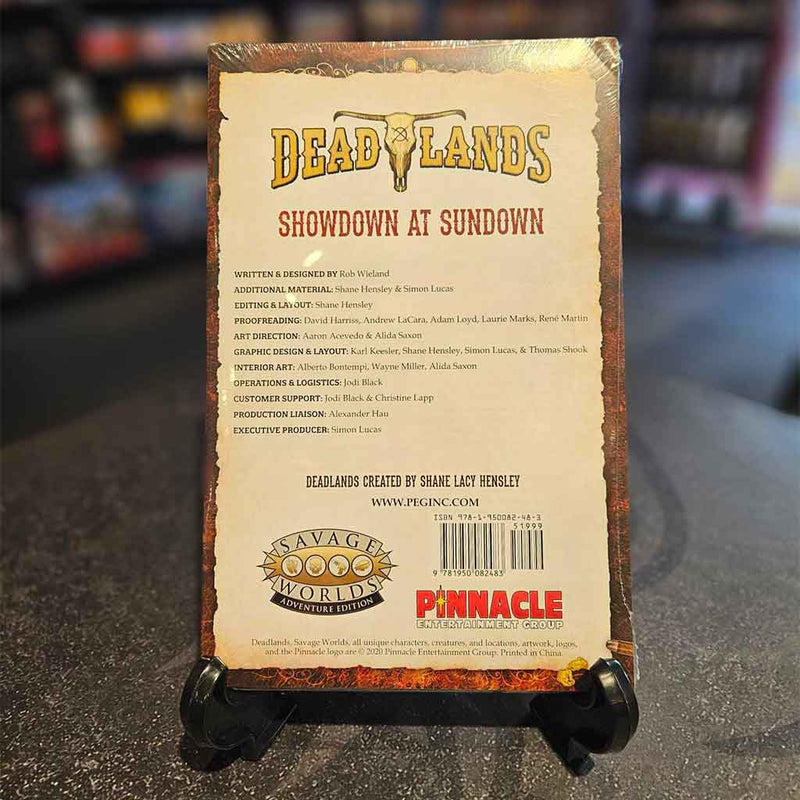 DEADLANDS
SHOWDOWN AT SUNDOWN
WRITTEN & DESIGNED BY Rob Wieland
ADDITIONAL MATERIAL: Shane Hensley & Simon Lucas
EDITING & LAYOUT: Shane Hensley
PROOFREADING: David Harriss, Andrew LaCara, Adam Loyd, Laurie Marks, René Martin
ART DIRECTION: Aaron Acevedo & Alida Saxon
GRAPHIC DESIGN & LAYOUT: Karl Keesler, Shane Hensley, Simon Lucas, & Thomas Shook
INTERIOR ART: Alberto Bontempi, Wayne Miller, Alida Saxon
OPERATIONS & LOGISTICS: Jodi Black
CUSTOMER SUPPORT: Jodi Black & Christine Lapp
PRODUCTION LIAISON: Alexander Hau
EXECUTIVE PRODUCER: Simon Lucas
DEADLANDS CREATED BY SHANE LACY HENSLEY
WWW.PEGINC.COM
ISBN 978-1-950082-48-3
51999
9 781950 082483
SAVAGE
WORLDS
ADVENTURE EDITION
PINNACLE
ENTERTAINMENT GROUP
Deadlands, Savage Worlds, all unique characters, creatures, and locations, artwork, logos,
and the Pinnacle logo are © 2020 Pinnacle Entertainment Group. Printed in China.